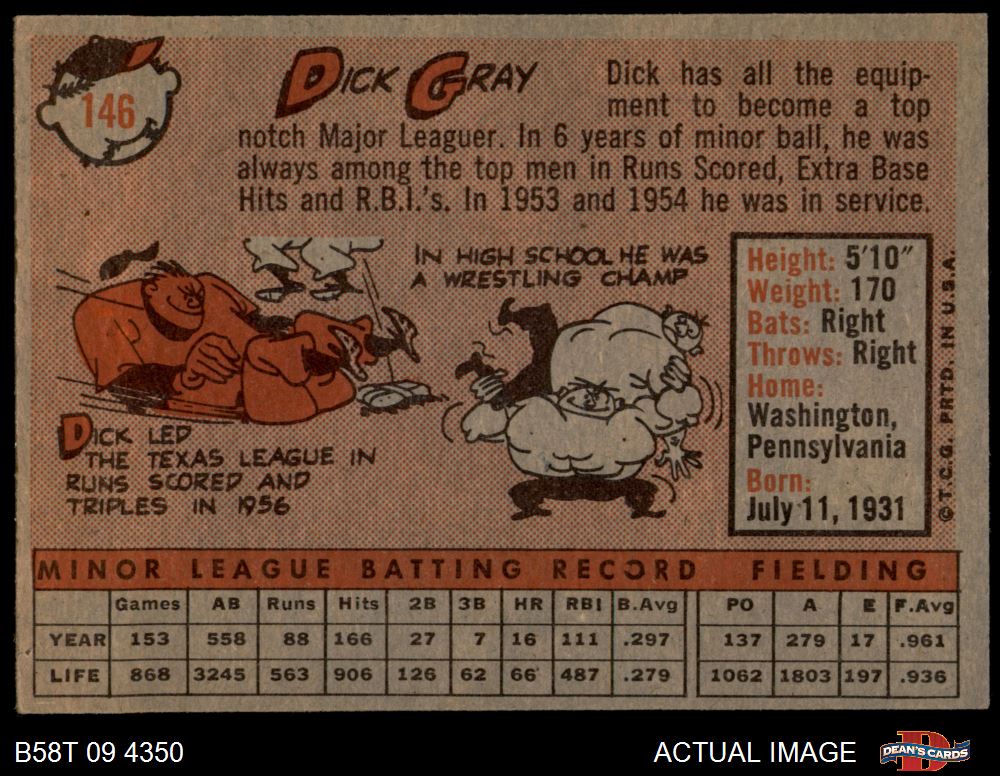 146
DICK GRAY
Dick has all the equip-
ment to become a top
notch Major Leaguer. In 6 years of minor ball, he was
always among the top men in Runs Scored, Extra Base
Hits and R.B.I.'s. In 1953 and 1954 he was in service.
IN HIGH SCHOOL HE WAS
A WRESTLING CHAMP
DICK LED
THE TEXAS LEAGUE IN
RUNS SCORED AND
TRIPLES IN 1956
Height: 5'10"
Weight: 170
Bats: Right
Throws: Right
Home:
Washington,
Pennsylvania
Born:
July 11, 1931
© T.C.G. PRTD. IN U.S.A.
MINOR LEAGUE BATTING RECORD FIELDING
Games AB Runs Hits 2B 3B HR RBI B.Avg PO A E F.Avg
YEAR 153 558 88 166 27 7 16 111 .297 137 279 17 .961
LIFE 868 3245 563 906 126 62 66 487 .279 1062 1803 197 .936
B58T 09 4350
ACTUAL IMAGE
DEAN'S CARDS